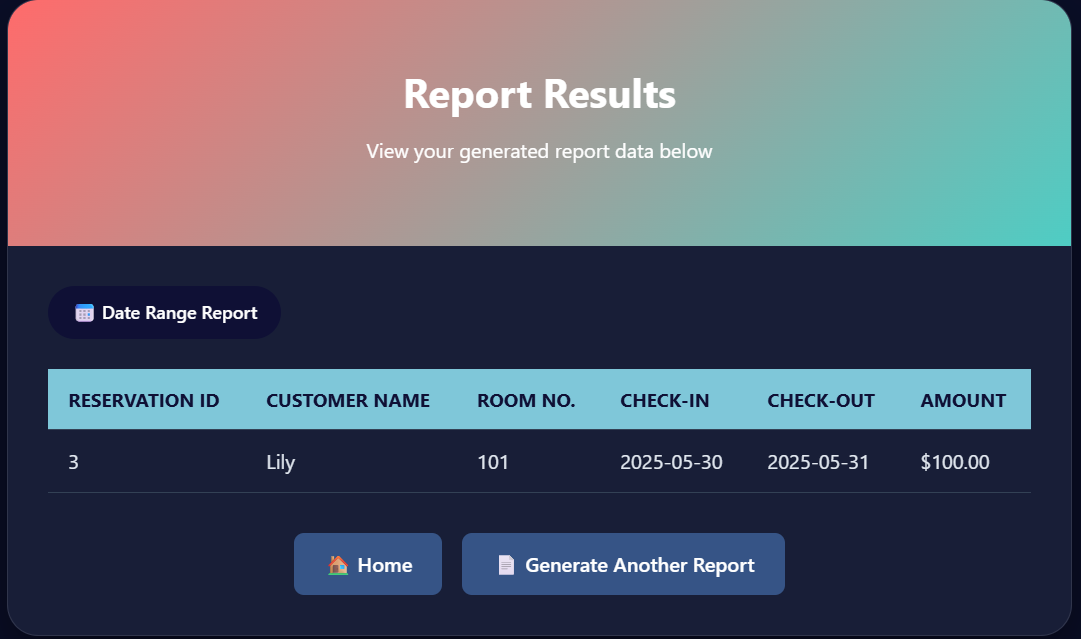 Report Results
View your generated report data below
Date Range Report
RESERVATION ID CUSTOMER NAME ROOM NO. CHECK-IN CHECK-OUT AMOUNT
3 Lily 101 2025-05-30 2025-05-31 $100.00
Home Generate Another Report